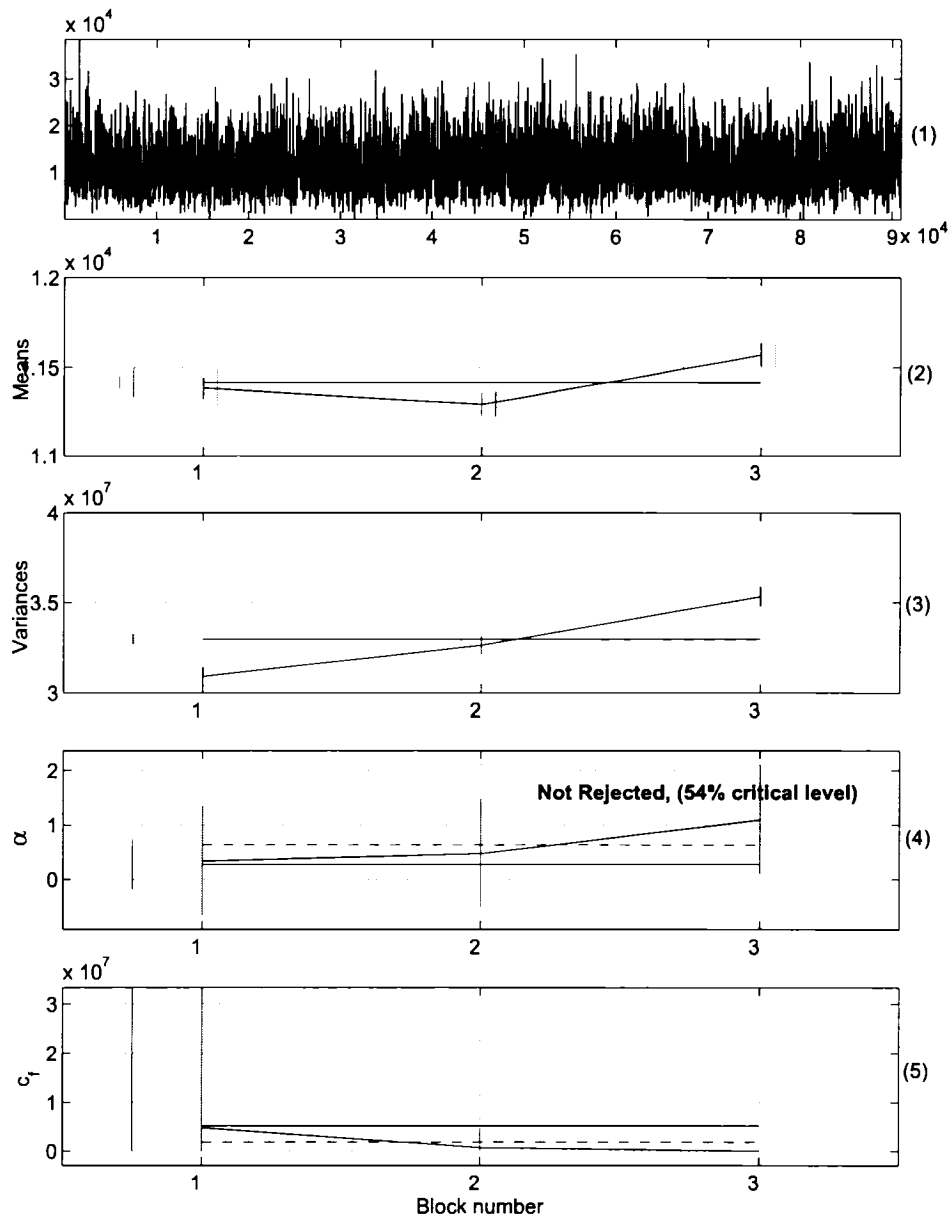 x 10^4
3
2
1
(1)
1 2 3 4 5 6 7 8 9 x 10^4
x 10^4
1.2
1.15
1.1
Means
(2)
1 2 3
x 10^7
4
3.5
3
Variances
(3)
1 2 3
2
1
0
α
Not Rejected, (54% critical level)
(4)
1 2 3
x 10^7
3
2
1
0
c_f
(5)
1 2 3
Block number